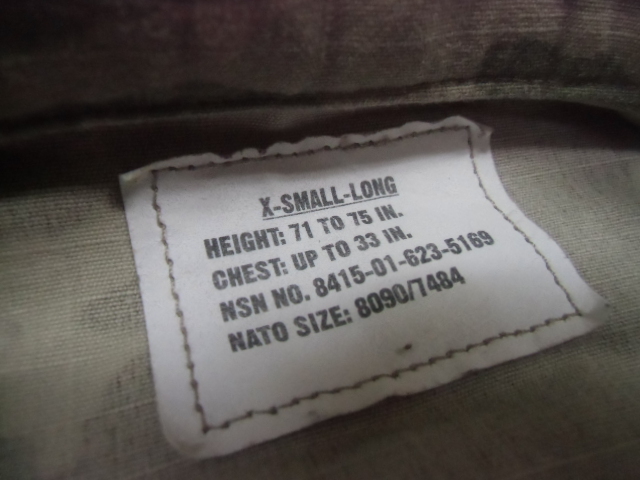 X-SMALL-LONG
HEIGHT: 71 TO 75 IN.
CHEST: UP TO 33 IN.
NSN NO. 8415-01-623-5169
NATO SIZE: 8090/7484